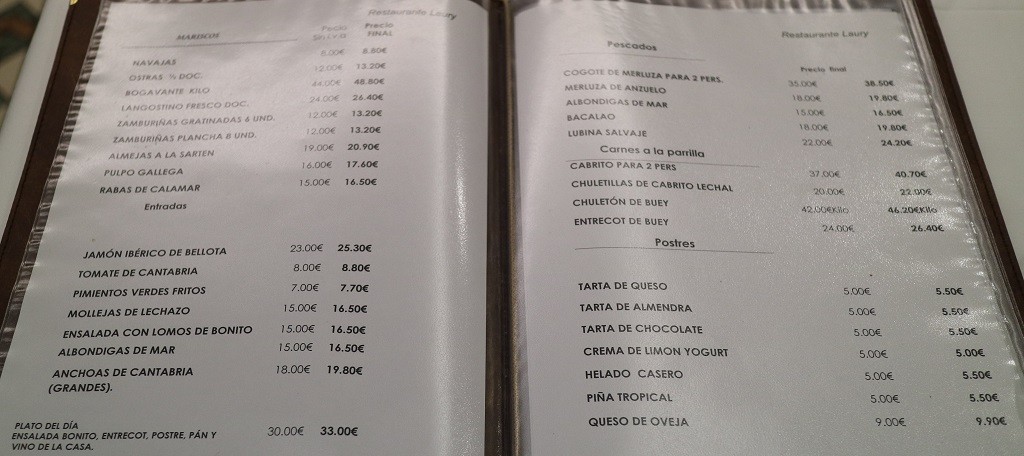 Restaurante Laury
MARISCOS Precio Sin I.V.A Precio FINAL
NAVAJAS 8.00€ 8.80€
OSTRAS ½ DOC. 12.00€ 13.20€
BOGAVANTE KILO 44.00€ 48.80€
LANGOSTINO FRESCO DOC. 24.00€ 26.40€
ZAMBURIÑAS GRATINADAS 6 UND. 12.00€ 13.20€
ZAMBURIÑAS PLANCHA 8 UND. 12.00€ 13.20€
ALMEJAS A LA SARTEN 19.00€ 20.90€
PULPO GALLEGA 16.00€ 17.60€
RABAS DE CALAMAR 15.00€ 16.50€
Entradas
JAMÓN IBÉRICO DE BELLOTA 23.00€ 25.30€
TOMATE DE CANTABRIA 8.00€ 8.80€
PIMIENTOS VERDES FRITOS 7.00€ 7.70€
MOLLEJAS DE LECHAZO 15.00€ 16.50€
ENSALADA CON LOMOS DE BONITO 15.00€ 16.50€
ALBONDIGAS DE MAR 15.00€ 16.50€
ANCHOAS DE CANTABRIA 18.00€ 19.80€
(GRANDES).
PLATO DEL DÍA
ENSALADA BONITO, ENTRECOT, POSTRE, PÁN Y 30.00€ 33.00€
VINO DE LA CASA.
Restaurante Laury
Pescados
Precio final
COGOTE DE MERLUZA PARA 2 PERS. 35.00€ 38.50€
MERLUZA DE ANZUELO 18.00€ 19.80€
ALBONDIGAS DE MAR 15.00€ 16.50€
BACALAO 18.00€ 19.80€
LUBINA SALVAJE 22.00€ 24.20€
Carnes a la parrilla
CABRITO PARA 2 PERS 37.00€ 40.70€
CHULETILLAS DE CABRITO LECHAL 20.00€ 22.00€
CHULETÓN DE BUEY 42.00€Kilo 46.20€Kilo
ENTRECOT DE BUEY 24.00€ 26.40€
Postres
TARTA DE QUESO 5.00€ 5.50€
TARTA DE ALMENDRA 5.00€ 5.50€
TARTA DE CHOCOLATE 5.00€ 5.50€
CREMA DE LIMON YOGURT 5.00€ 5.00€
HELADO CASERO 5.00€ 5.50€
PIÑA TROPICAL 5.00€ 5.50€
QUESO DE OVEJA 9.00€ 9.90€